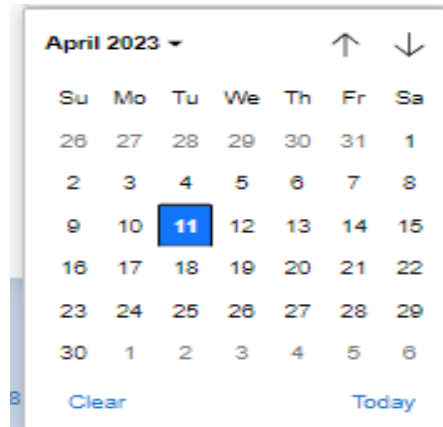 April 2023
Su Mo Tu We Th Fr Sa
26 27 28 29 30 31 1
2 3 4 5 6 7 8
9 10 11 12 13 14 15
16 17 18 19 20 21 22
23 24 25 26 27 28 29
30 1 2 3 4 5 6
8 Clear Today